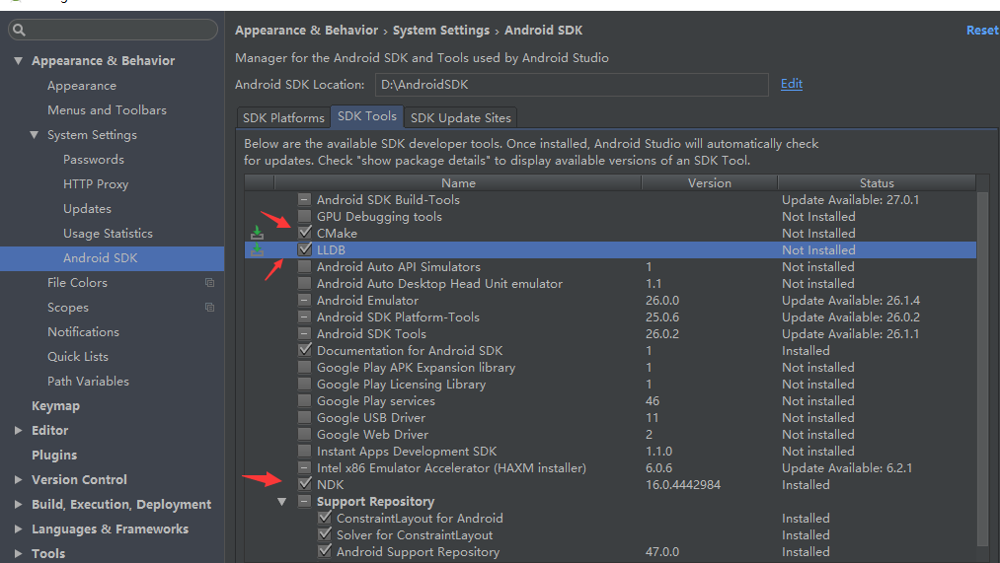 Appearance & Behavior › System Settings › Android SDK
Reset
Manager for the Android SDK and Tools used by Android Studio
Android SDK Location: D:\AndroidSDK Edit
Appearance & Behavior
Appearance
Menus and Toolbars
System Settings
Passwords
HTTP Proxy
Updates
Usage Statistics
Android SDK
File Colors
Scopes
Notifications
Quick Lists
Path Variables
Keymap
Editor
Plugins
Version Control
Build, Execution, Deployment
Languages & Frameworks
Tools
SDK Platforms SDK Tools SDK Update Sites
Below are the available SDK developer tools. Once installed, Android Studio will automatically check
for updates. Check "show package details" to display available versions of an SDK Tool.
Name Version Status
Android SDK Build-Tools Update Available: 27.0.1
GPU Debugging tools Not Installed
CMake Not Installed
LLDB Not Installed
Android Auto API Simulators 1 Not installed
Android Auto Desktop Head Unit emulator 1.1 Not installed
Android Emulator 26.0.0 Update Available: 26.1.4
Android SDK Platform-Tools 25.0.6 Update Available: 26.0.2
Android SDK Tools 26.0.2 Update Available: 26.1.1
Documentation for Android SDK 1 Installed
Google Play APK Expansion library 1 Not installed
Google Play Licensing Library 1 Not installed
Google Play services 46 Not installed
Google USB Driver 11 Not installed
Google Web Driver 2 Not installed
Instant Apps Development SDK 1.1.0 Not installed
Intel x86 Emulator Accelerator (HAXM installer) 6.0.6 Update Available: 6.2.1
NDK 16.0.4442984 Installed
Support Repository
ConstraintLayout for Android Installed
Solver for ConstraintLayout Installed
Android Support Repository 47.0.0 Installed